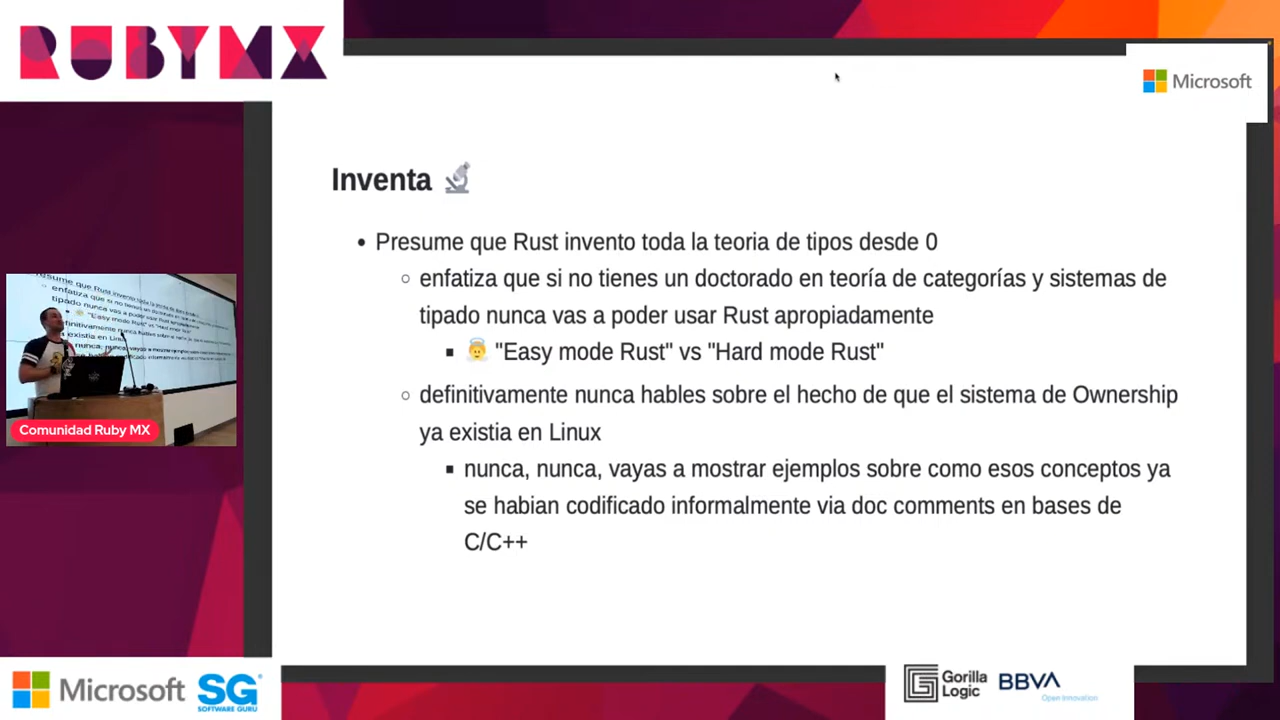 RUBYMX
Microsoft
Inventa
• Presume que Rust invento toda la teoria de tipos desde 0
○ enfatiza que si no tienes un doctorado en teoría de categorías y sistemas de
tipado nunca vas a poder usar Rust apropiadamente
▪ "Easy mode Rust" vs "Hard mode Rust"
○ definitivamente nunca hables sobre el hecho de que el sistema de Ownership
ya existia en Linux
▪ nunca, nunca, vayas a mostrar ejemplos sobre como esos conceptos ya
se habian codificado informalmente via doc comments en bases de
C/C++
Comunidad Ruby MX
Microsoft
SG
SOFTWARE GURU
Gorilla
Logic
BBVA
Open Innovation